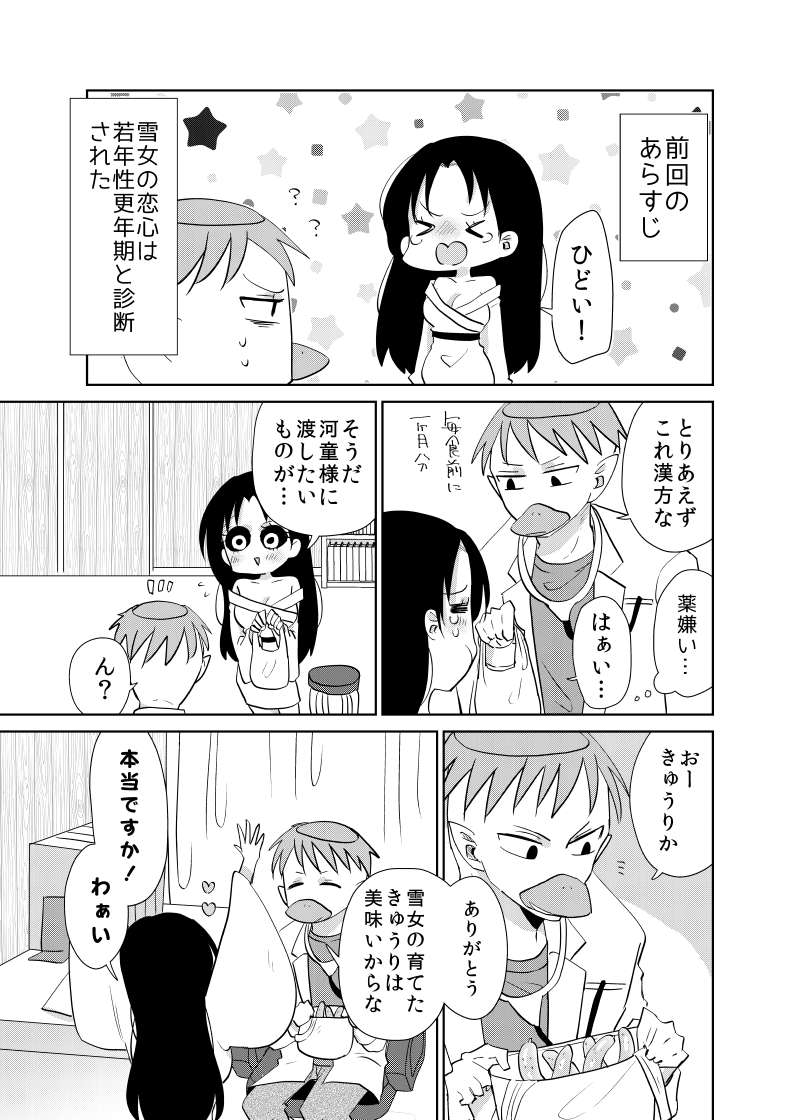 前回の
あらすじ
ひどい！
？
？
雪女の恋心は
若年性更年期と診断
された
とりあえず
これ漢方な
毎食前に
一ヶ月分
薬嫌い…
はぁい…
そうだ
河童様に
渡したい
ものが…
ん？
おー
きゅうりか
ありがとう
雪女の育てた
きゅうりは
美味いからな
本当ですか！
わぁい